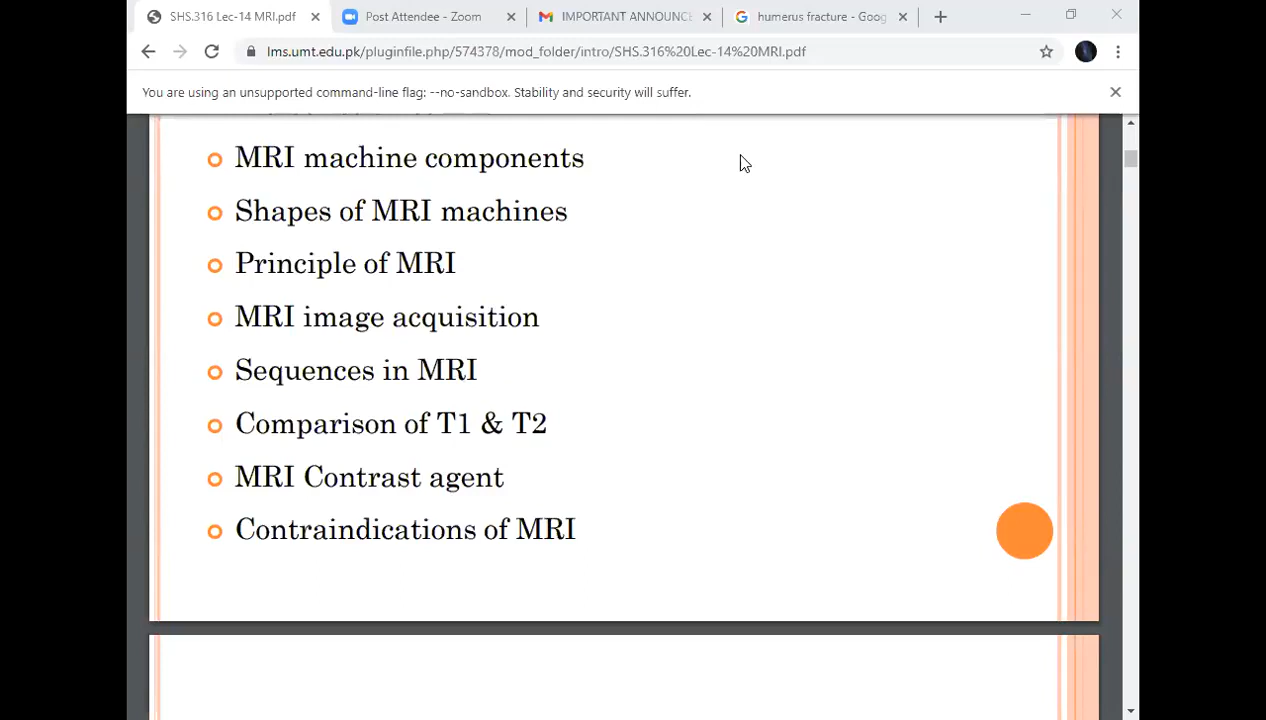 SHS.316 Lec-14 MRI.pdf
Post Attendee - Zoom
IMPORTANT ANNOUNC
humerus fracture - Goog
lms.umt.edu.pk/pluginfile.php/574378/mod_folder/intro/SHS.316%20Lec-14%20MRI.pdf
You are using an unsupported command-line flag: --no-sandbox. Stability and security will suffer.
MRI machine components
Shapes of MRI machines
Principle of MRI
MRI image acquisition
Sequences in MRI
Comparison of T1 & T2
MRI Contrast agent
Contraindications of MRI